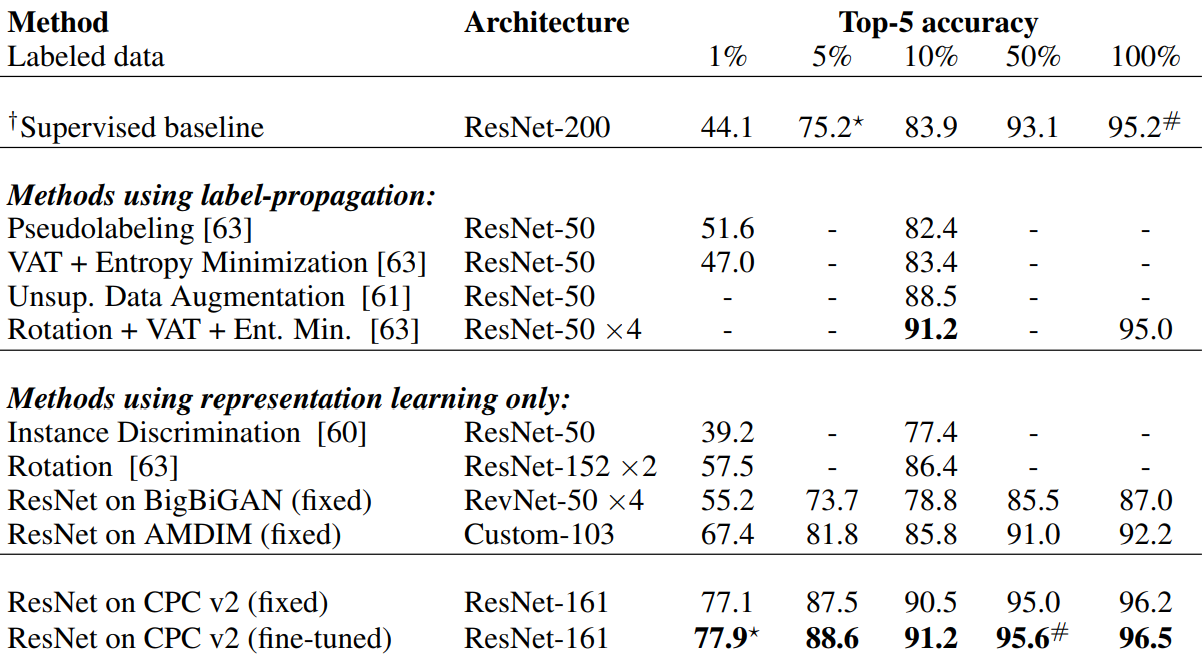 Method Architecture Top-5 accuracy
Labeled data 1% 5% 10% 50% 100%
†Supervised baseline ResNet-200 44.1 75.2⋆ 83.9 93.1 95.2#
Methods using label-propagation:
Pseudolabeling [63] ResNet-50 51.6 - 82.4 - -
VAT + Entropy Minimization [63] ResNet-50 47.0 - 83.4 - -
Unsup. Data Augmentation [61] ResNet-50 - - 88.5 - -
Rotation + VAT + Ent. Min. [63] ResNet-50 ×4 - - 91.2 - 95.0
Methods using representation learning only:
Instance Discrimination [60] ResNet-50 39.2 - 77.4 - -
Rotation [63] ResNet-152 ×2 57.5 - 86.4 - -
ResNet on BigBiGAN (fixed) RevNet-50 ×4 55.2 73.7 78.8 85.5 87.0
ResNet on AMDIM (fixed) Custom-103 67.4 81.8 85.8 91.0 92.2
ResNet on CPC v2 (fixed) ResNet-161 77.1 87.5 90.5 95.0 96.2
ResNet on CPC v2 (fine-tuned) ResNet-161 77.9⋆ 88.6 91.2 95.6# 96.5